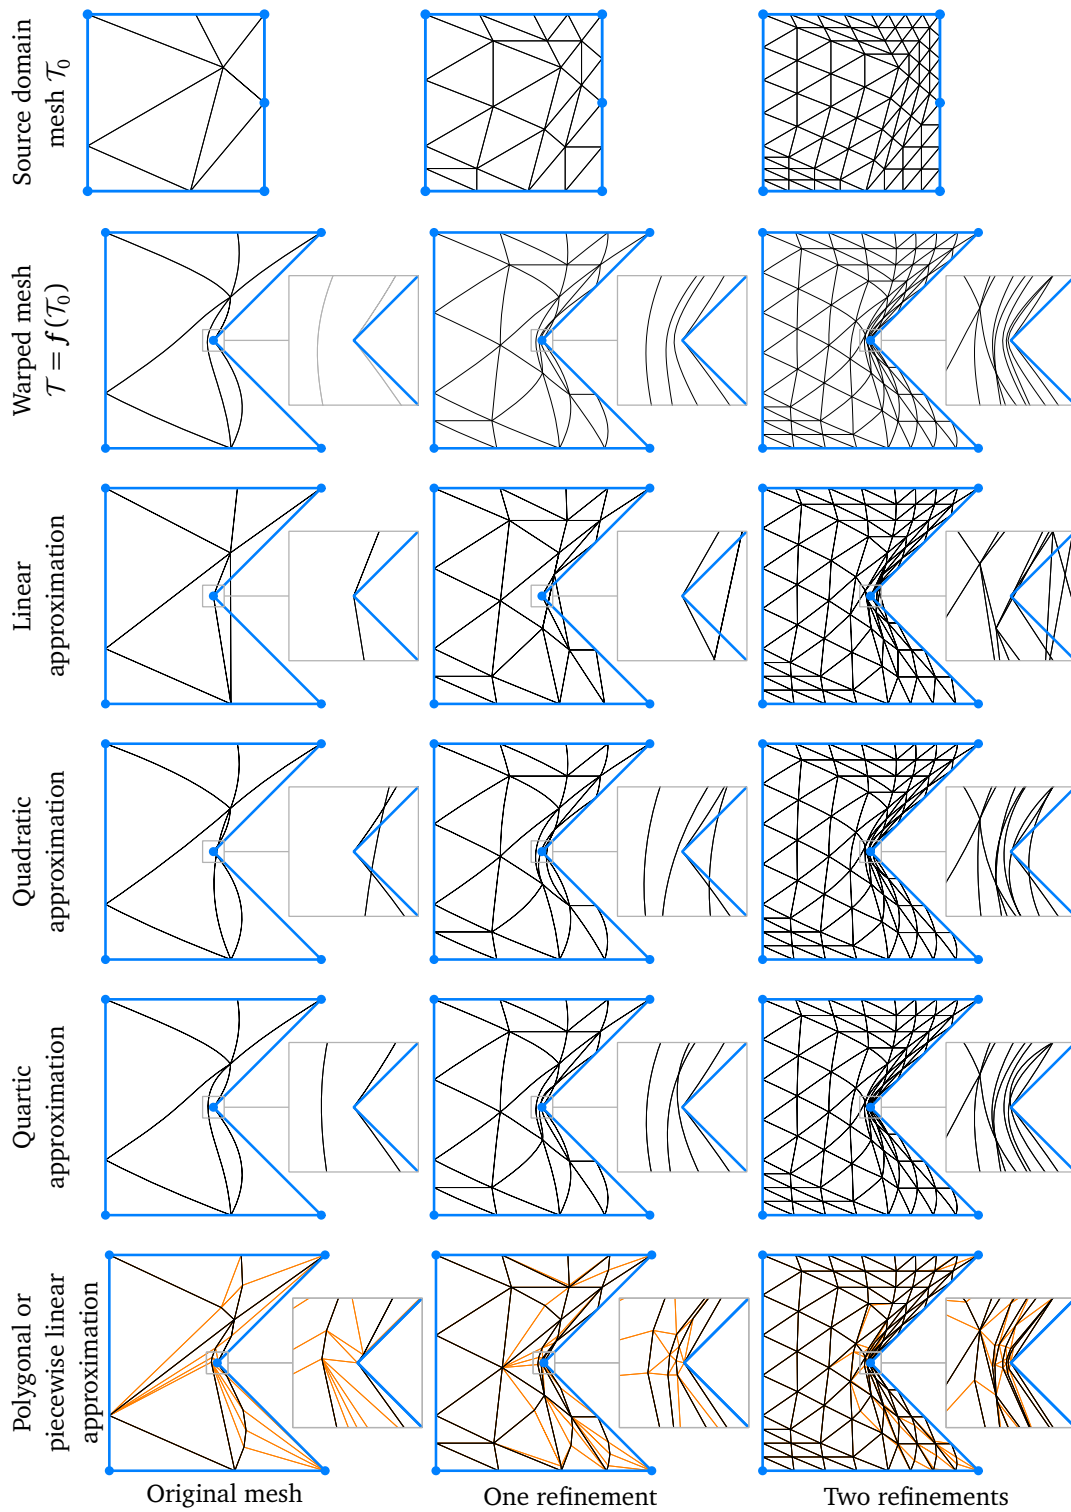 Source domain
mesh 𝒯₀
Warped mesh
𝒯 = f(𝒯₀)
Linear
approximation
Quadratic
approximation
Quartic
approximation
Polygonal or
piecewise linear
approximation
Original mesh
One refinement
Two refinements